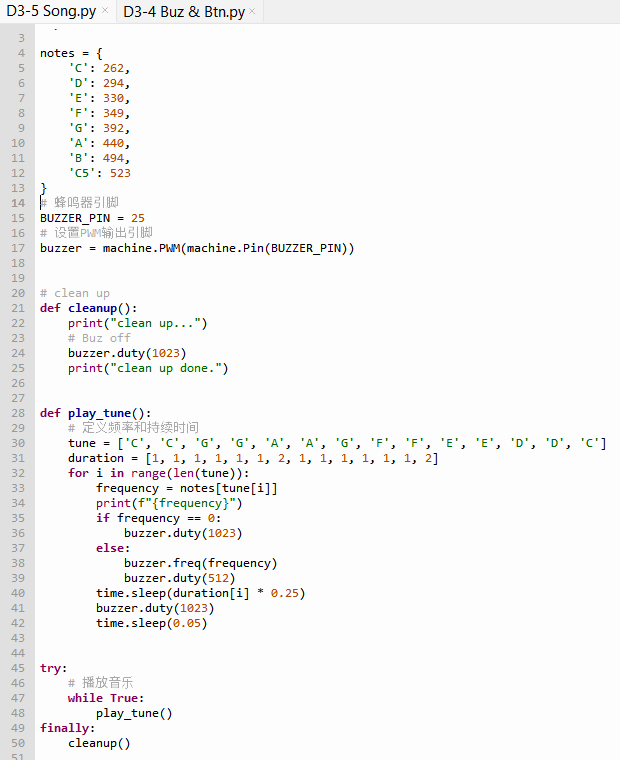 D3-5 Song.py × D3-4 Buz & Btn.py ×
3
4 notes = {
5     'C': 262,
6     'D': 294,
7     'E': 330,
8     'F': 349,
9     'G': 392,
10     'A': 440,
11     'B': 494,
12     'C5': 523
13 }
14 # 蜂鸣器引脚
15 BUZZER_PIN = 25
16 # 设置PWM输出引脚
17 buzzer = machine.PWM(machine.Pin(BUZZER_PIN))
18
19
20 # clean up
21 def cleanup():
22     print("clean up...")
23     # Buz off
24     buzzer.duty(1023)
25     print("clean up done.")
26
27
28 def play_tune():
29     # 定义频率和持续时间
30     tune = ['C', 'C', 'G', 'G', 'A', 'A', 'G', 'F', 'F', 'E', 'E', 'D', 'D', 'C']
31     duration = [1, 1, 1, 1, 1, 1, 2, 1, 1, 1, 1, 1, 1, 2]
32     for i in range(len(tune)):
33         frequency = notes[tune[i]]
34         print(f"{frequency}")
35         if frequency == 0:
36             buzzer.duty(1023)
37         else:
38             buzzer.freq(frequency)
39             buzzer.duty(512)
40         time.sleep(duration[i] * 0.25)
41         buzzer.duty(1023)
42         time.sleep(0.05)
43
44
45 try:
46     # 播放音乐
47     while True:
48         play_tune()
49 finally:
50     cleanup()
51